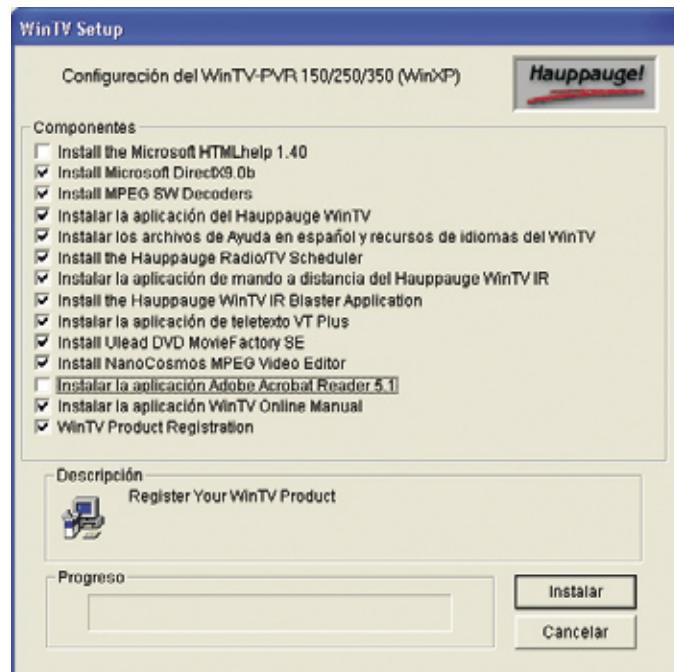 WinTV Setup
Configuración del WinTV-PVR 150/250/350 (WinXP)
Hauppauge!
Componentes
Install the Microsoft HTMLhelp 1.40
Install Microsoft DirectX9.0b
Install MPEG SW Decoders
Instalar la aplicación del Hauppauge WinTV
Instalar los archivos de Ayuda en español y recursos de idiomas del WinTV
Install the Hauppauge Radio/TV Scheduler
Instalar la aplicación de mando a distancia del Hauppauge WinTV IR
Install the Hauppauge WinTV IR Blaster Application
Instalar la aplicación de teletexto VT Plus
Install Ulead DVD MovieFactory SE
Install NanoCosmos MPEG Video Editor
Instalar la aplicación Adobe Acrobat Reader 5.1
Instalar la aplicación WinTV Online Manual
WinTV Product Registration
Descripción
Register Your WinTV Product
Progreso
Instalar
Cancelar